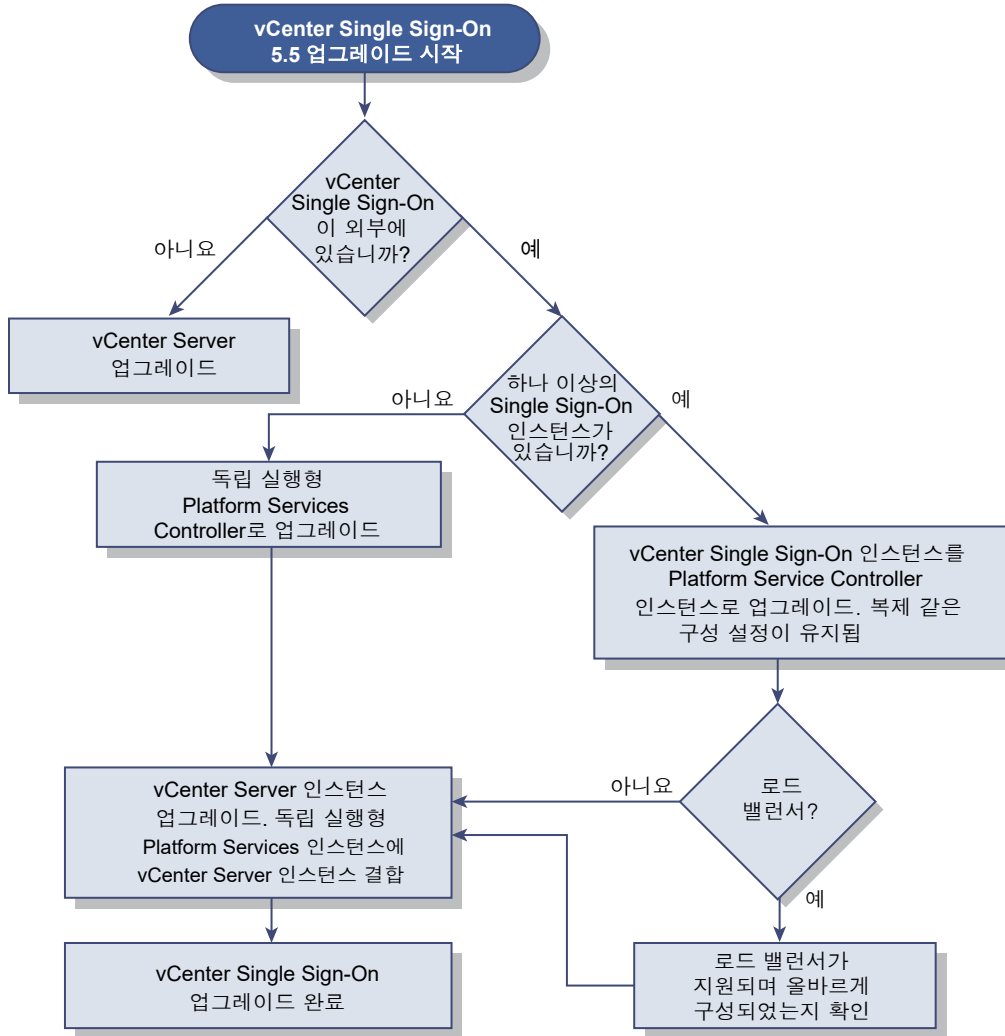 vCenter Single Sign-On
5.5 업그레이드 시작
vCenter
Single Sign-On
이 외부에
있습니까?
아니요
예
vCenter Server
업그레이드
하나 이상의
Single Sign-On
인스턴스가
있습니까?
아니요
예
독립 실행형
Platform Services
Controller로 업그레이드
vCenter Single Sign-On 인스턴스를
Platform Service Controller
인스턴스로 업그레이드. 복제 같은
구성 설정이 유지됩
로드
밸런서?
아니요
예
vCenter Server 인스턴스
업그레이드. 독립 실행형
Platform Services 인스턴스에
vCenter Server 인스턴스 결합
로드 밸런서가
지원되며 올바르게
구성되었는지 확인
vCenter Single Sign-On
업그레이드 완료